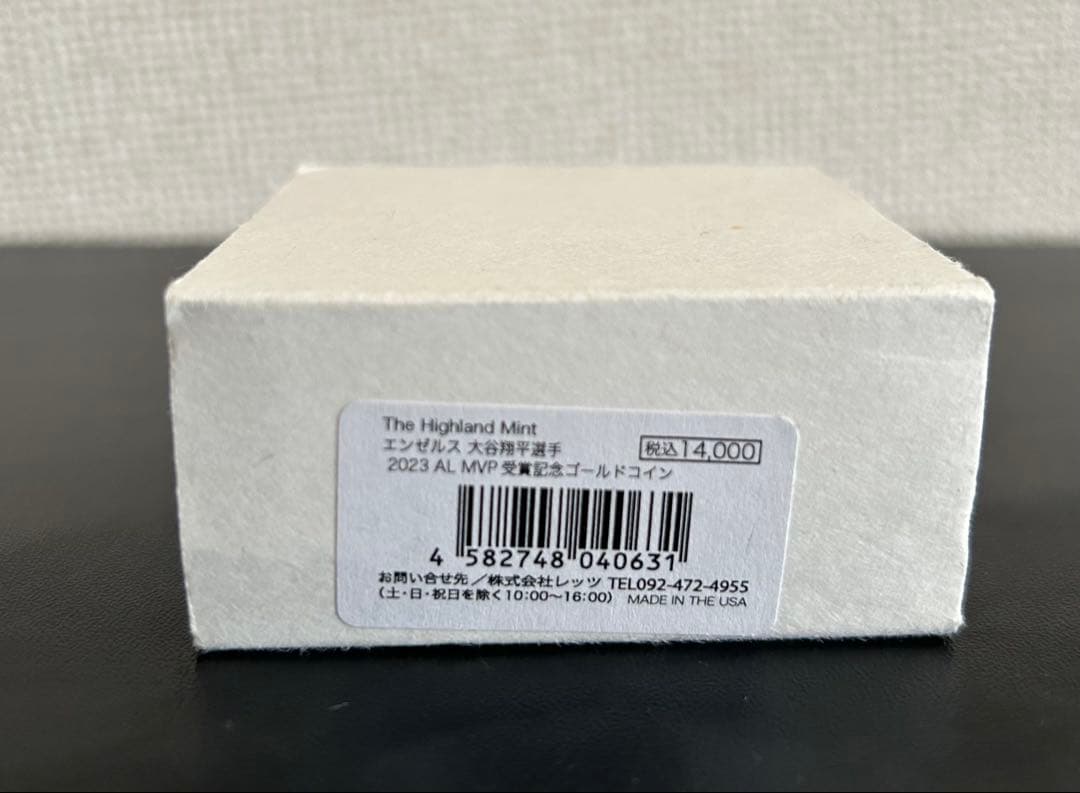 The Highland Mint
エンゼルス 大谷翔平選手
税込14,000
2023 AL MVP 受賞記念ゴールドコイン
4 582748 040631
お問い合せ先／株式会社レッツ TEL092-472-4955
（土・日・祝日を除く10:00〜16:00） MADE IN THE USA